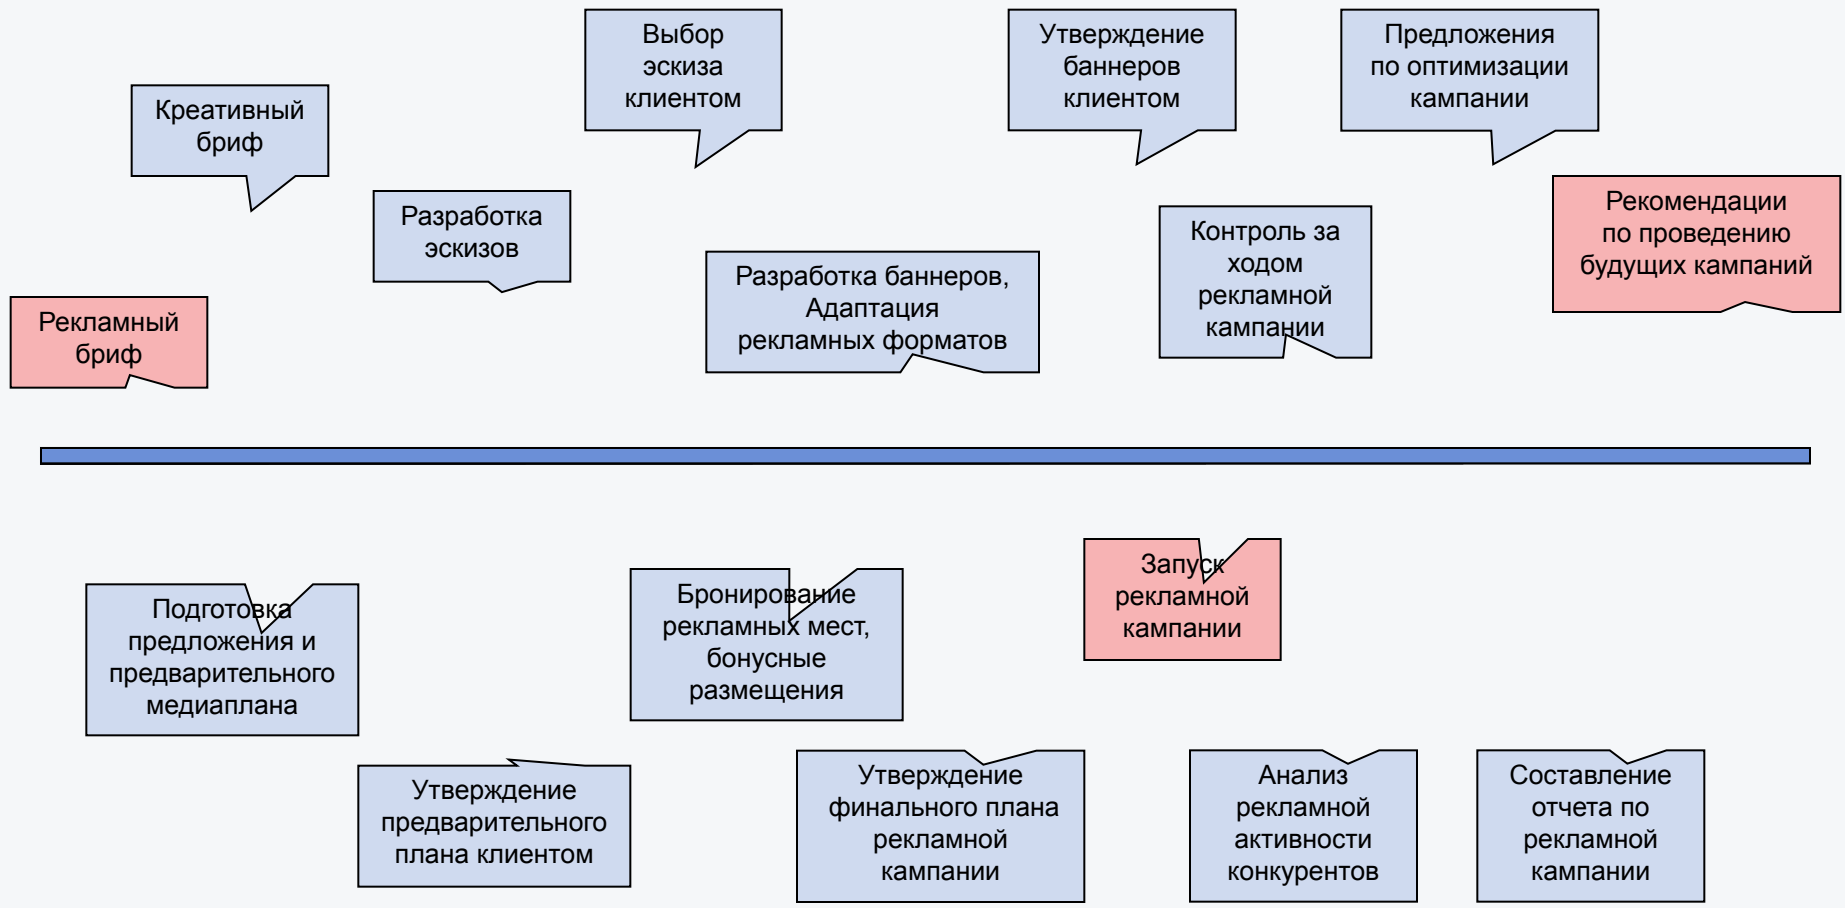 Выбор
эскиза
клиентом
Утверждение
баннеров
клиентом
Предложения
по оптимизации
кампании
Креативный
бриф
Разработка
эскизов
Рекомендации
по проведению
будущих кампаний
Контроль за
ходом
рекламной
кампании
Разработка баннеров,
Адаптация
рекламных форматов
Рекламный
бриф
Запуск
рекламной
кампании
Подготовка
предложения и
предварительного
медиаплана
Бронирование
рекламных мест,
бонусные
размещения
Утверждение
предварительного
плана клиентом
Утверждение
финального плана
рекламной
кампании
Анализ
рекламной
активности
конкурентов
Составление
отчета по
рекламной
кампании